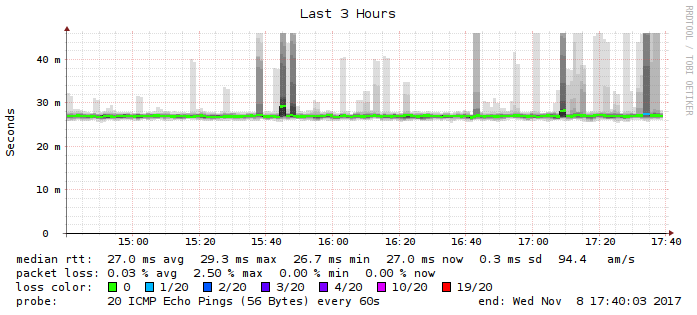 Last 3 Hours
RRDTOOL / TOBI OETIKER
Seconds
40 m
30 m
20 m
10 m
0
15:00 15:20 15:40 16:00 16:20 16:40 17:00 17:20 17:40
median rtt: 27.0 ms avg 29.3 ms max 26.7 ms min 27.0 ms now 0.3 ms sd 94.4 am/s
packet loss: 0.03 % avg 2.50 % max 0.00 % min 0.00 % now
loss color: 0 1/20 2/20 3/20 4/20 10/20 19/20
probe: 20 ICMP Echo Pings (56 Bytes) every 60s end: Wed Nov 8 17:40:03 2017